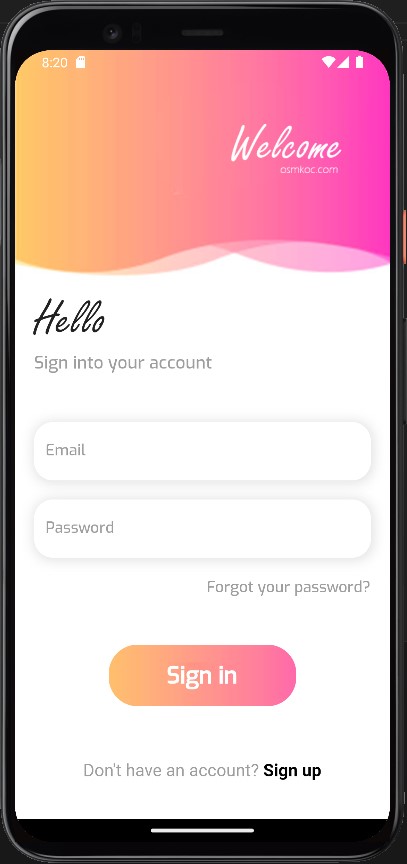 8:20
Welcome
osmkoc.com
Hello
Sign into your account
Email
Password
Forgot your password?
Sign in
Don't have an account? Sign up